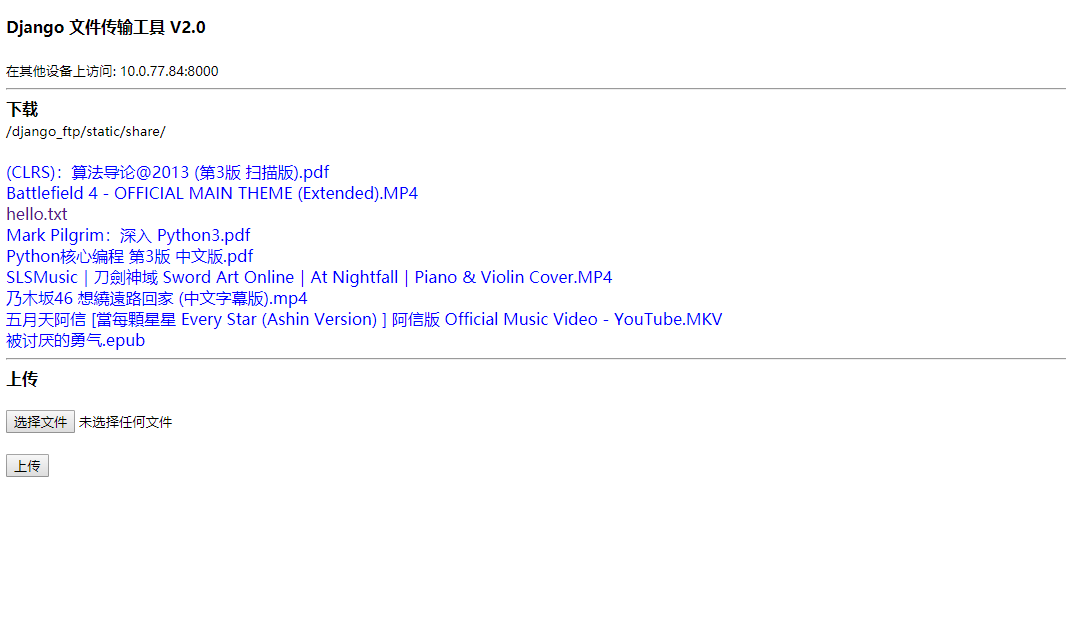 Django 文件传输工具 V2.0
在其他设备上访问: 10.0.77.84:8000
下载
/django_ftp/static/share/
(CLRS)：算法导论@2013 (第3版 扫描版).pdf
Battlefield 4 - OFFICIAL MAIN THEME (Extended).MP4
hello.txt
Mark Pilgrim：深入 Python3.pdf
Python核心编程 第3版 中文版.pdf
SLSMusic | 刀劍神域 Sword Art Online | At Nightfall | Piano & Violin Cover.MP4
乃木坂46 想繞遠路回家 (中文字幕版).mp4
五月天阿信 [當每顆星星 Every Star (Ashin Version) ] 阿信版 Official Music Video - YouTube.MKV
被讨厌的勇气.epub
上传
选择文件 未选择任何文件
上传